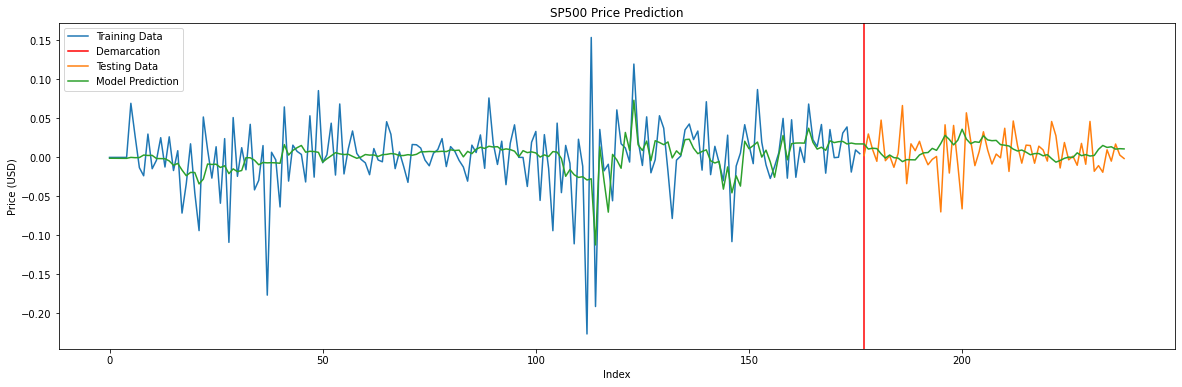 SP500 Price Prediction
Training Data
Demarcation
Testing Data
Model Prediction
0.15
0.10
0.05
0.00
−0.05
−0.10
−0.15
−0.20
Price (USD)
0 50 100 150 200
Index